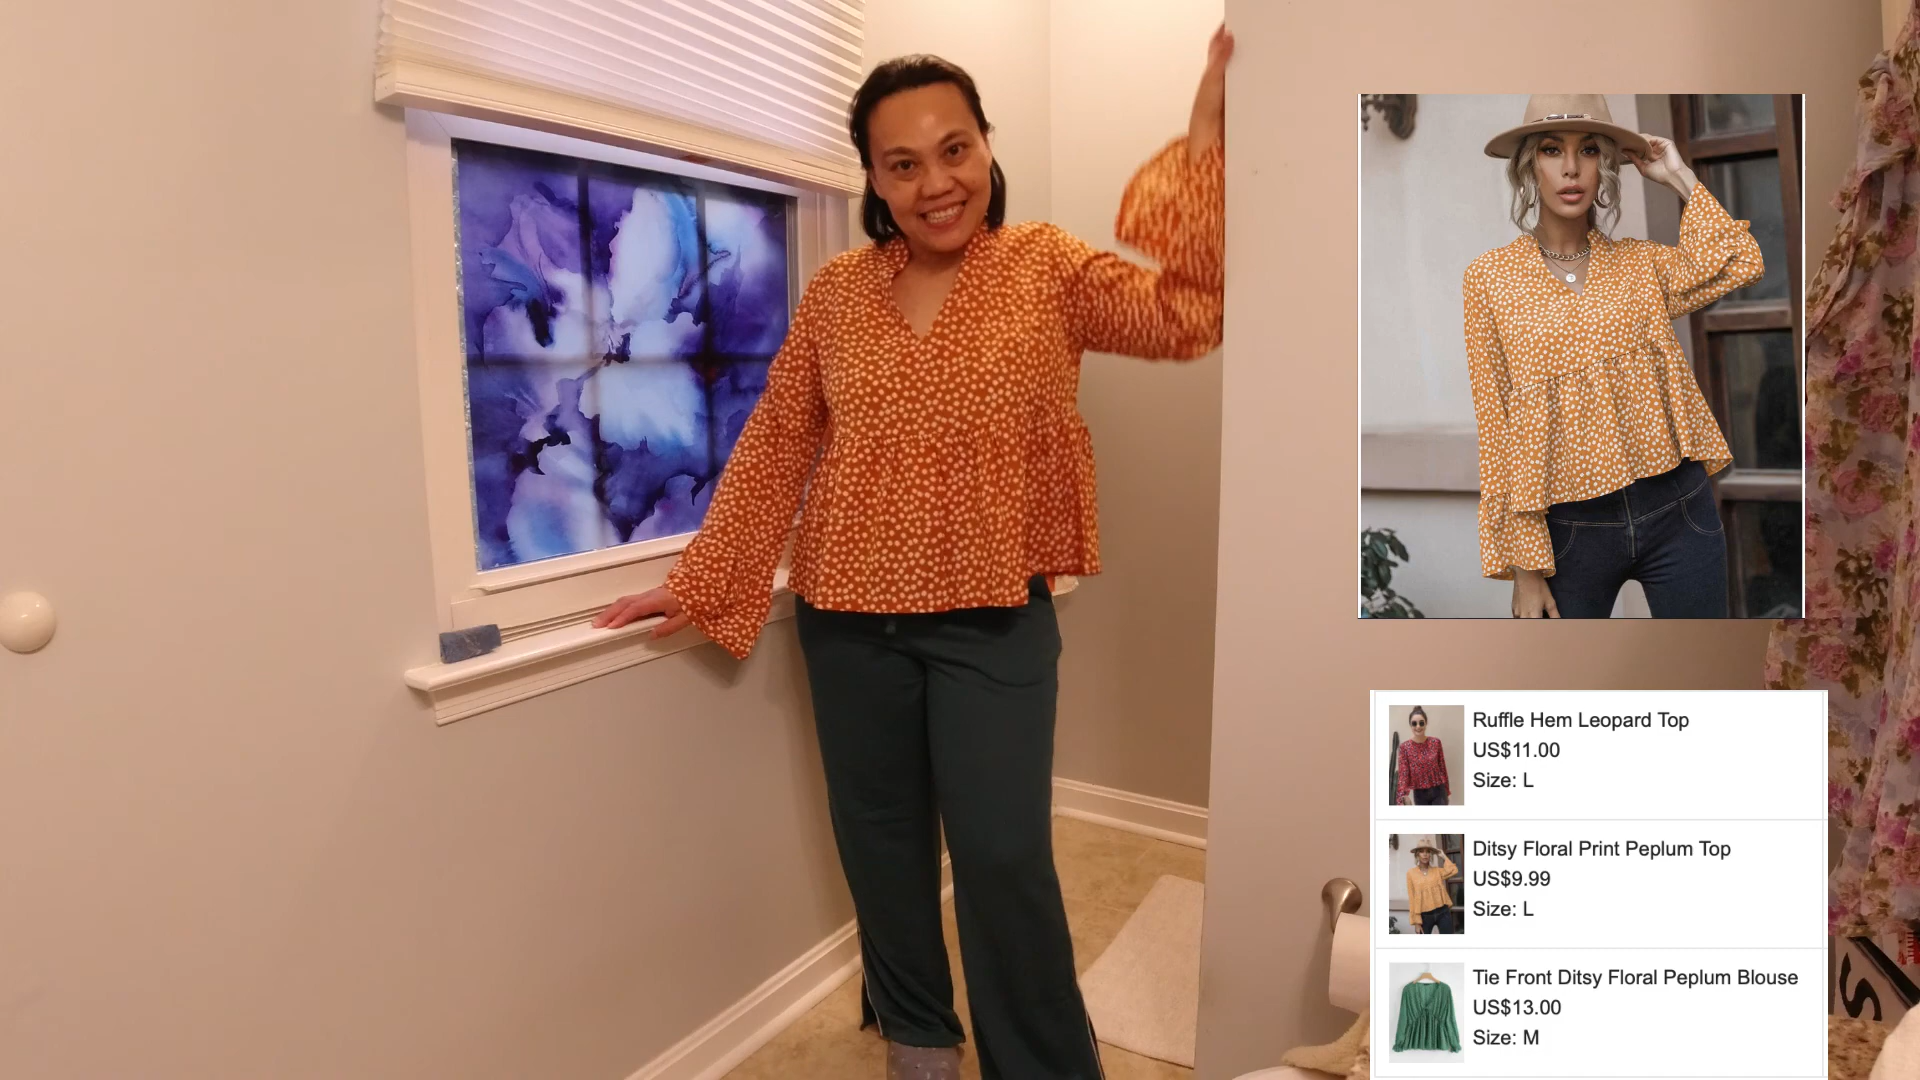 Ruffle Hem Leopard Top
US$11.00
Size: L
Ditsy Floral Print Peplum Top
US$9.99
Size: L
Tie Front Ditsy Floral Peplum Blouse
US$13.00
Size: M